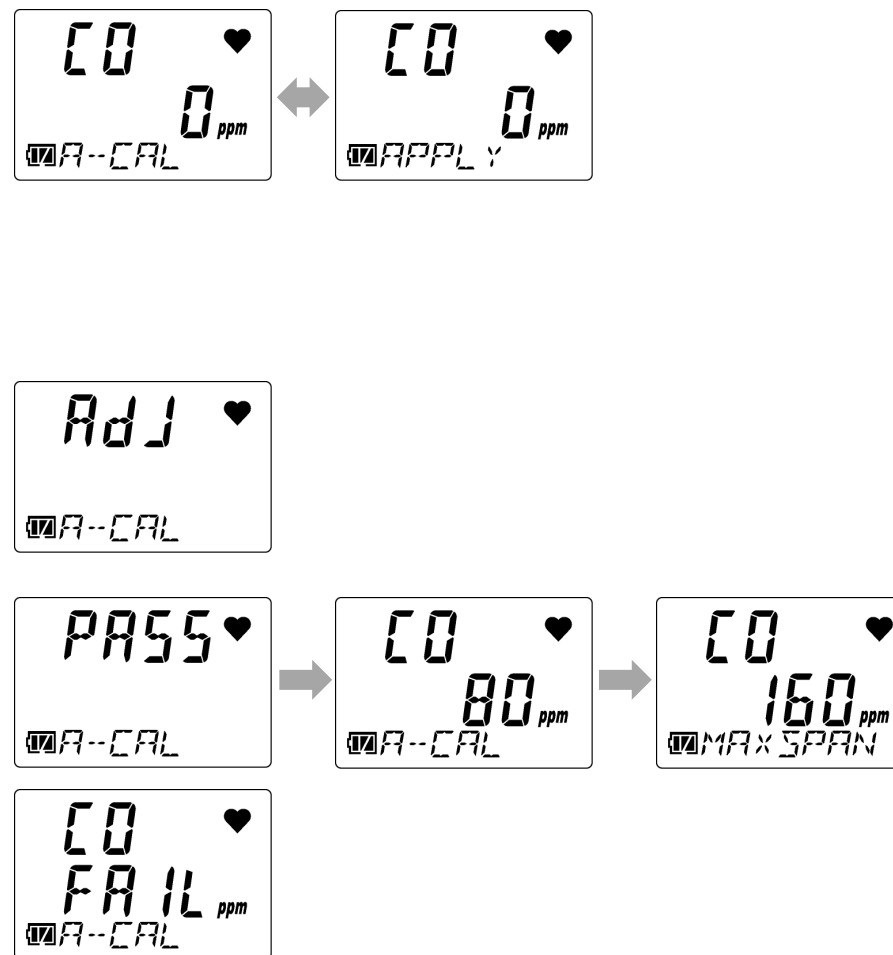 CO
0 ppm
A--CAL
CO
0 ppm
APPLY
AdJ
A--CAL
PASS
A--CAL
CO
80 ppm
A--CAL
CO
160 ppm
MAX SPAN
CO
FAIL ppm
A--CAL